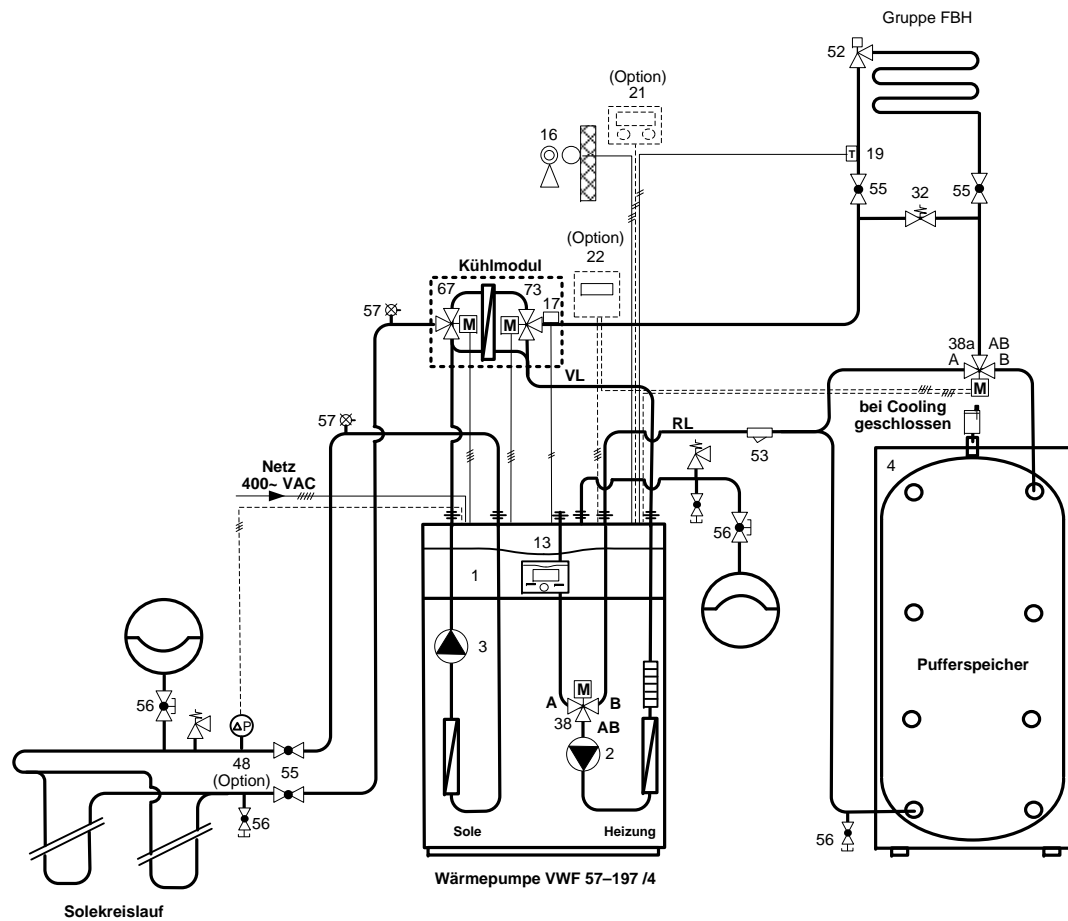 Gruppe FBH
52
(Option)
21
16
19
T
55
32
55
(Option)
22
Kühlmodul
67
73
17
57
M
M
38a
AB
A
B
M
VL
bei Cooling
geschlossen
57
RL
53
4
Netz
400~ VAC
56
13
1
3
Pufferspeicher
M
A
B
38
AB
2
56
ΔP
48
(Option)
55
56
56
Sole
Heizung
Wärmepumpe VWF 57–197 /4
Solekreislauf